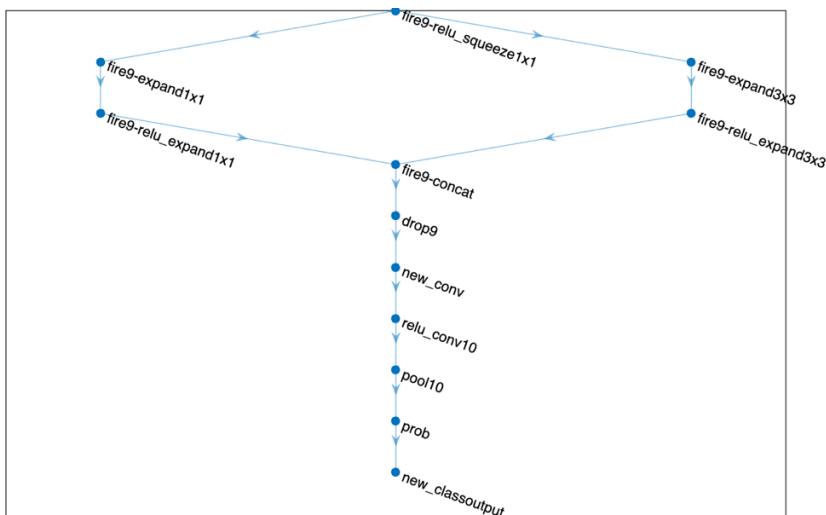 fire9-relu_squeeze1x1
fire9-expand1x1
fire9-expand3x3
fire9-relu_expand1x1
fire9-relu_expand3x3
fire9-concat
drop9
new_conv
relu_conv10
pool10
prob
new_classoutput